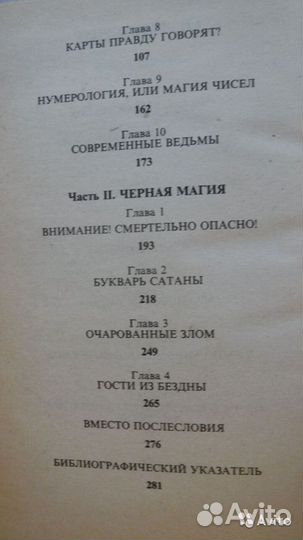 Глава 8
КАРТЫ ПРАВДУ ГОВОРЯТ?
107
Глава 9
НУМЕРОЛОГИЯ, ИЛИ МАГИЯ ЧИСЕЛ
162
Глава 10
СОВРЕМЕННЫЕ ВЕДЬМЫ
173
Часть II. ЧЕРНАЯ МАГИЯ
Глава 1
ВНИМАНИЕ! СМЕРТЕЛЬНО ОПАСНО!
193
Глава 2
БУКВАРЬ САТАНЫ
218
Глава 3
ОЧАРОВАННЫЕ ЗЛОМ
249
Глава 4
ГОСТИ ИЗ БЕЗДНЫ
265
ВМЕСТО ПОСЛЕСЛОВИЯ
276
БИБЛИОГРАФИЧЕСКИЙ УКАЗАТЕЛЬ
281
Avito
Avito